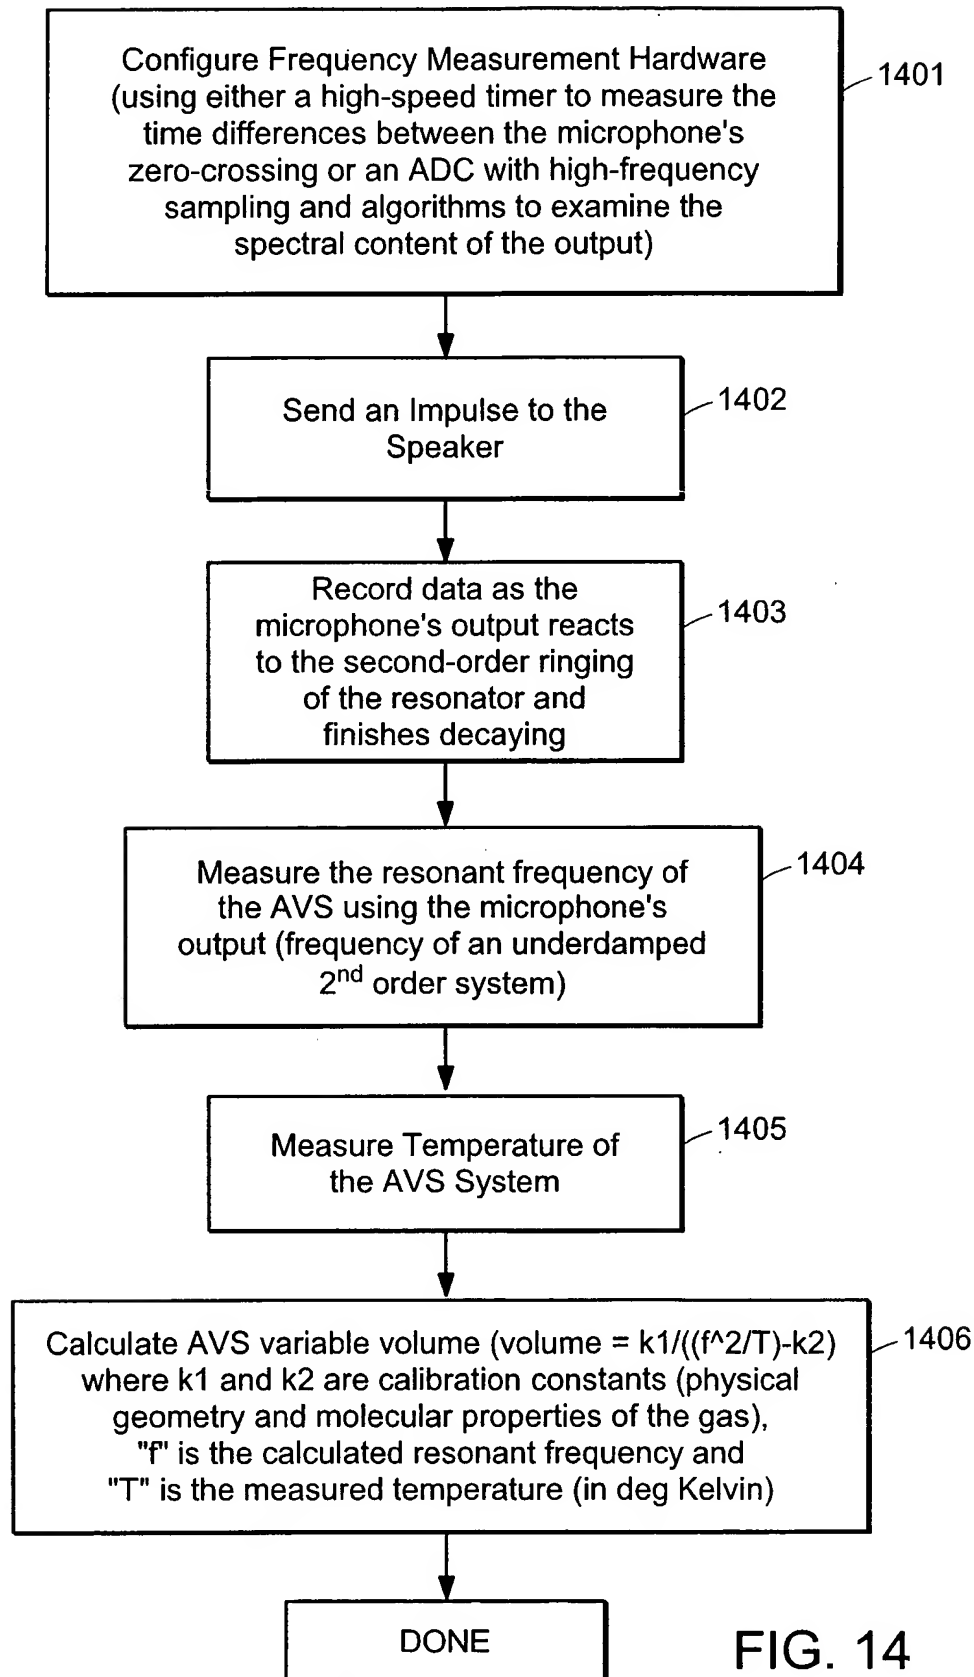 Configure Frequency Measurement Hardware
(using either a high-speed timer to measure the
time differences between the microphone's
zero-crossing or an ADC with high-frequency
sampling and algorithms to examine the
spectral content of the output)
1401
Send an Impulse to the
Speaker
1402
Record data as the
microphone's output reacts
to the second-order ringing
of the resonator and
finishes decaying
1403
Measure the resonant frequency of
the AVS using the microphone's
output (frequency of an underdamped
2nd order system)
1404
Measure Temperature of
the AVS System
1405
Calculate AVS variable volume (volume = k1/((f^2/T)-k2)
where k1 and k2 are calibration constants (physical
geometry and molecular properties of the gas),
"f" is the calculated resonant frequency and
"T" is the measured temperature (in deg Kelvin)
1406
DONE
FIG. 14